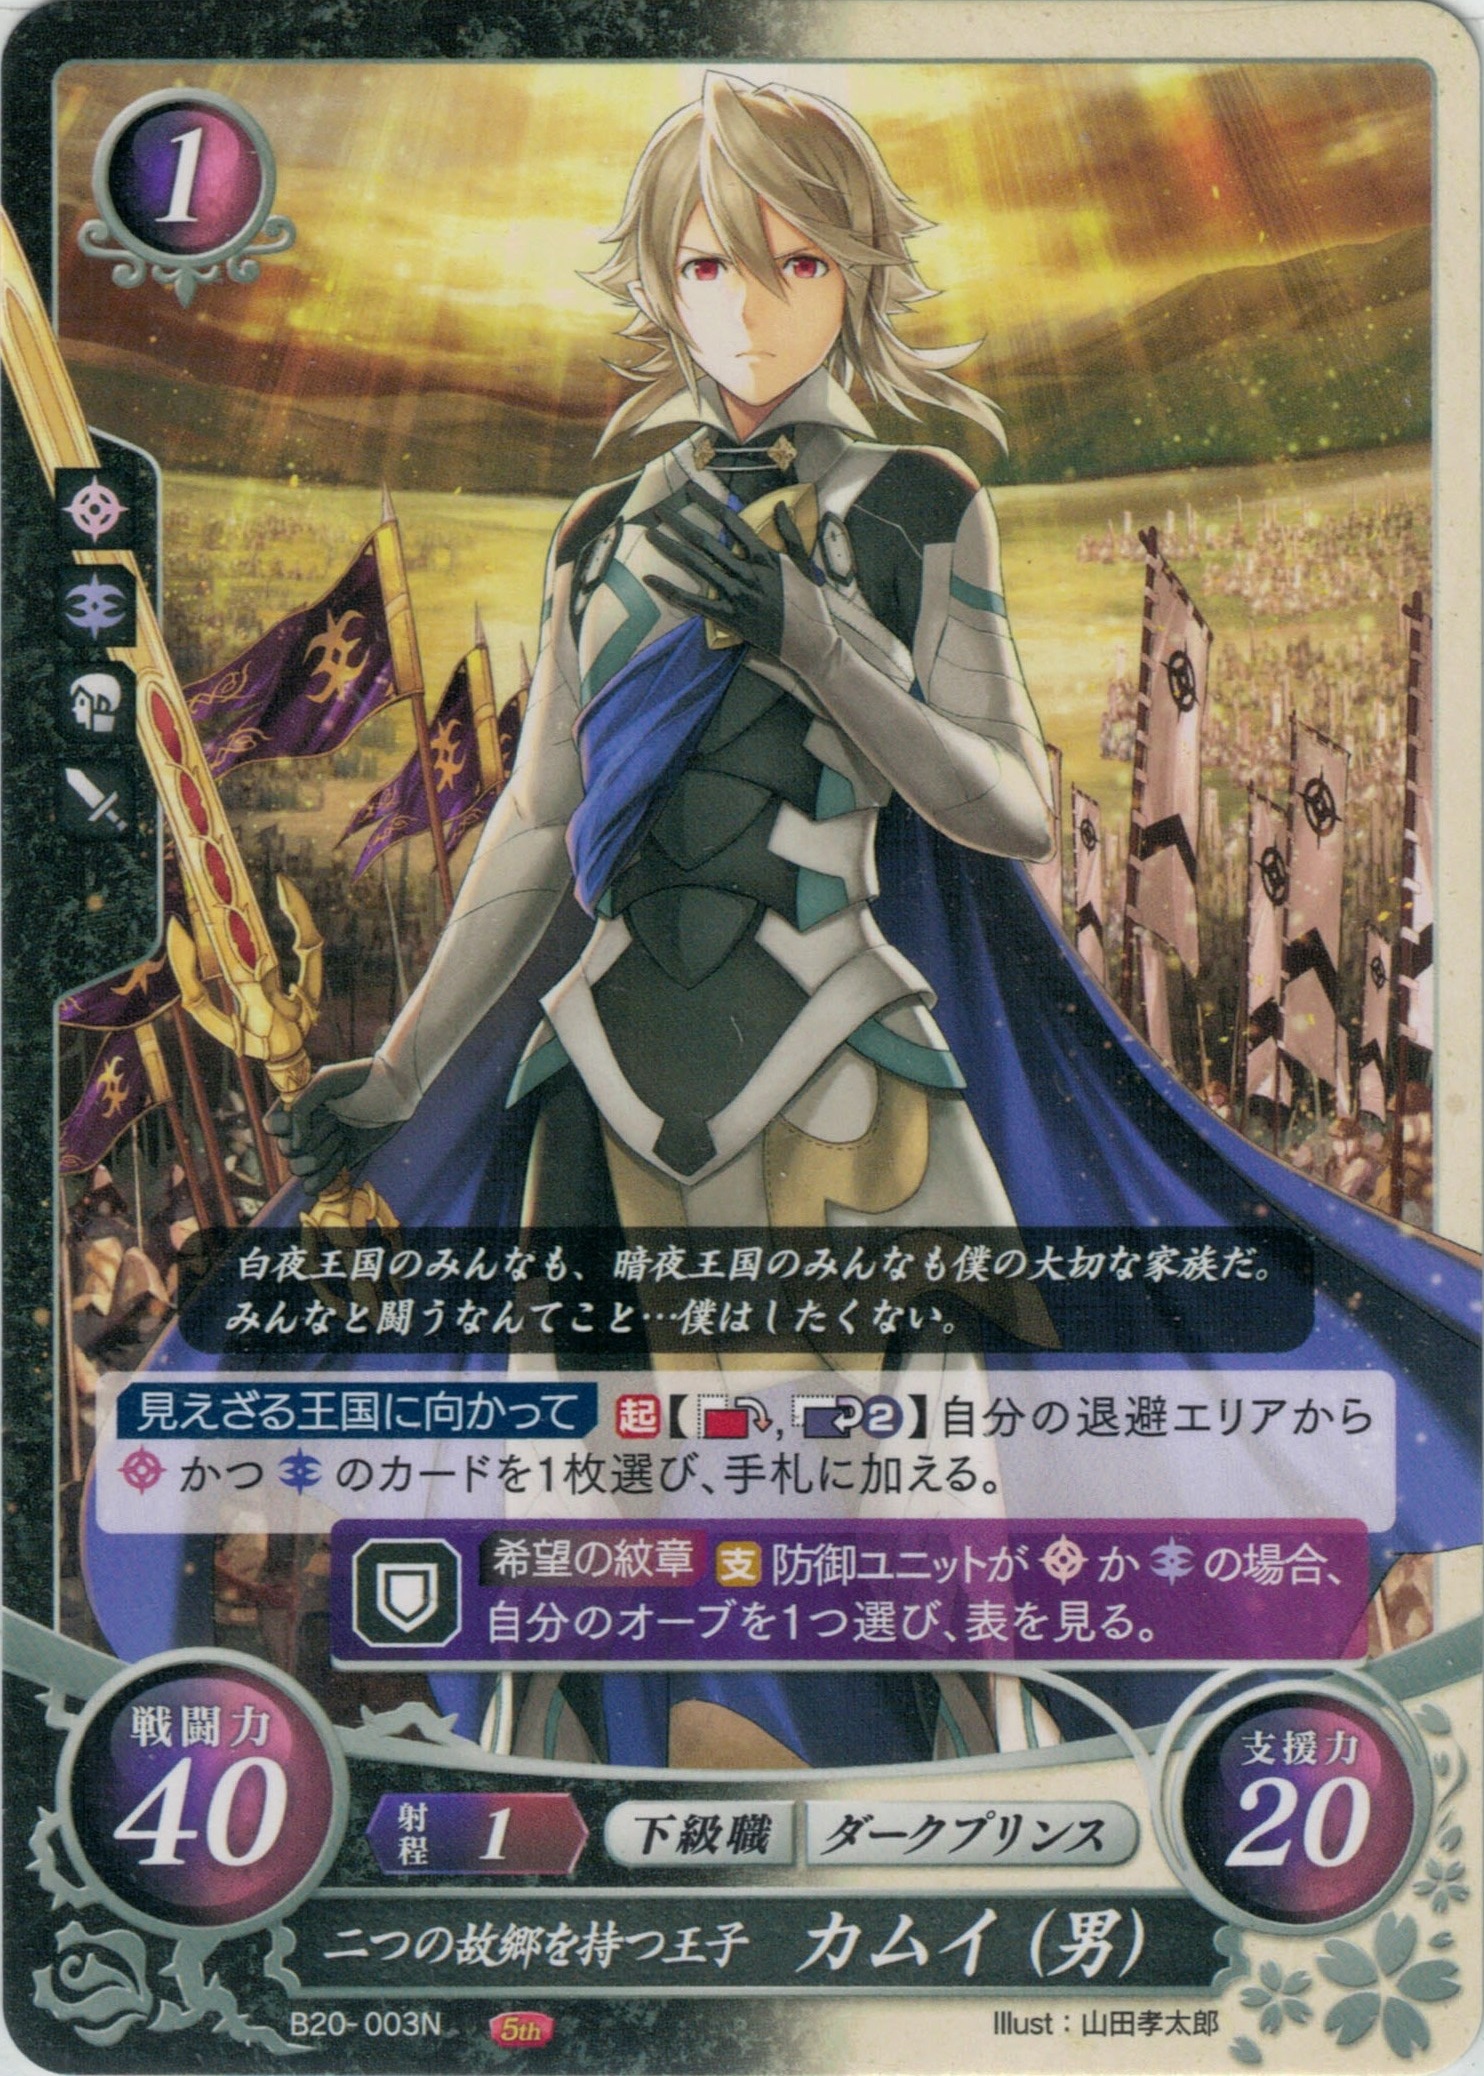 1
白夜王国のみんなも、暗夜王国のみんなも僕の大切な家族だ。
みんなと闘うなんてこと…僕はしたくない。
見えざる王国に向かって 起【 , 2】自分の退避エリアから
かつ のカードを1枚選び、手札に加える。
希望の紋章 支 防御ユニットが か の場合、
自分のオーブを1つ選び、表を見る。
戦闘力
40
射程 1
下級職 ダークプリンス
支援力
20
二つの故郷を持つ王子 カムイ(男)
B20-003N 5th Illust:山田孝太郎